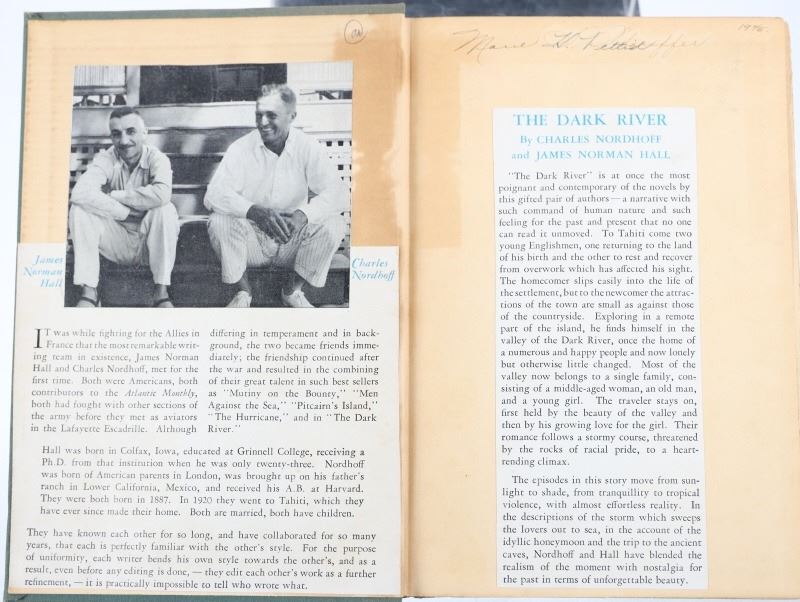 James
Norman
Hall
Charles
Nordhoff
IT was while fighting for the Allies in
France that the most remarkable writ-
ing team in existence, James Norman
Hall and Charles Nordhoff, met for the
first time. Both were Americans, both
contributors to the Atlantic Monthly,
both had fought with other sections of
the army before they met as aviators
in the Lafayette Escadrille. Although
differing in temperament and in back-
ground, the two became friends imme-
diately; the friendship continued after
the war and resulted in the combining
of their great talent in such best sellers
as "Mutiny on the Bounty," "Men
Against the Sea," "Pitcairn's Island,"
"The Hurricane," and in "The Dark
River."
Hall was born in Colfax, Iowa, educated at Grinnell College, receiving a
Ph.D. from that institution when he was only twenty-three. Nordhoff
was born of American parents in London, was brought up on his father's
ranch in Lower California, Mexico, and received his A.B. at Harvard.
They were both born in 1887. In 1920 they went to Tahiti, which they
have ever since made their home. Both are married, both have children.
They have known each other for so long, and have collaborated for so many
years, that each is perfectly familiar with the other's style. For the purpose
of uniformity, each writer bends his own style towards the other's, and as a
result, even before any editing is done, — they edit each other's work as a further
refinement, — it is practically impossible to tell who wrote what.
Marie
THE DARK RIVER
By CHARLES NORDHOFF
and JAMES NORMAN HALL
"The Dark River" is at once the most
poignant and contemporary of the novels by
this gifted pair of authors — a narrative with
such command of human nature and such
feeling for the past and present that no one
can read it unmoved. To Tahiti come two
young Englishmen, one returning to the land
of his birth and the other to rest and recover
from overwork which has affected his sight.
The homecomer slips easily into the life of
the settlement, but to the newcomer the attrac-
tions of the town are small as against those
of the countryside. Exploring in a remote
part of the island, he finds himself in the
valley of the Dark River, once the home of
a numerous and happy people and now lonely
but otherwise little changed. Most of the
valley now belongs to a single family, con-
sisting of a middle-aged woman, an old man,
and a young girl. The traveler stays on,
first held by the beauty of the valley and
then by his growing love for the girl. Their
romance follows a stormy course, threatened
by the rocks of racial pride, to a heart-
rending climax.
The episodes in this story move from sun-
light to shade, from tranquillity to tropical
violence, with almost effortless reality. In
the descriptions of the storm which sweeps
the lovers out to sea, in the account of the
idyllic honeymoon and the trip to the ancient
caves, Nordhoff and Hall have blended the
realism of the moment with nostalgia for
the past in terms of unforgettable beauty.